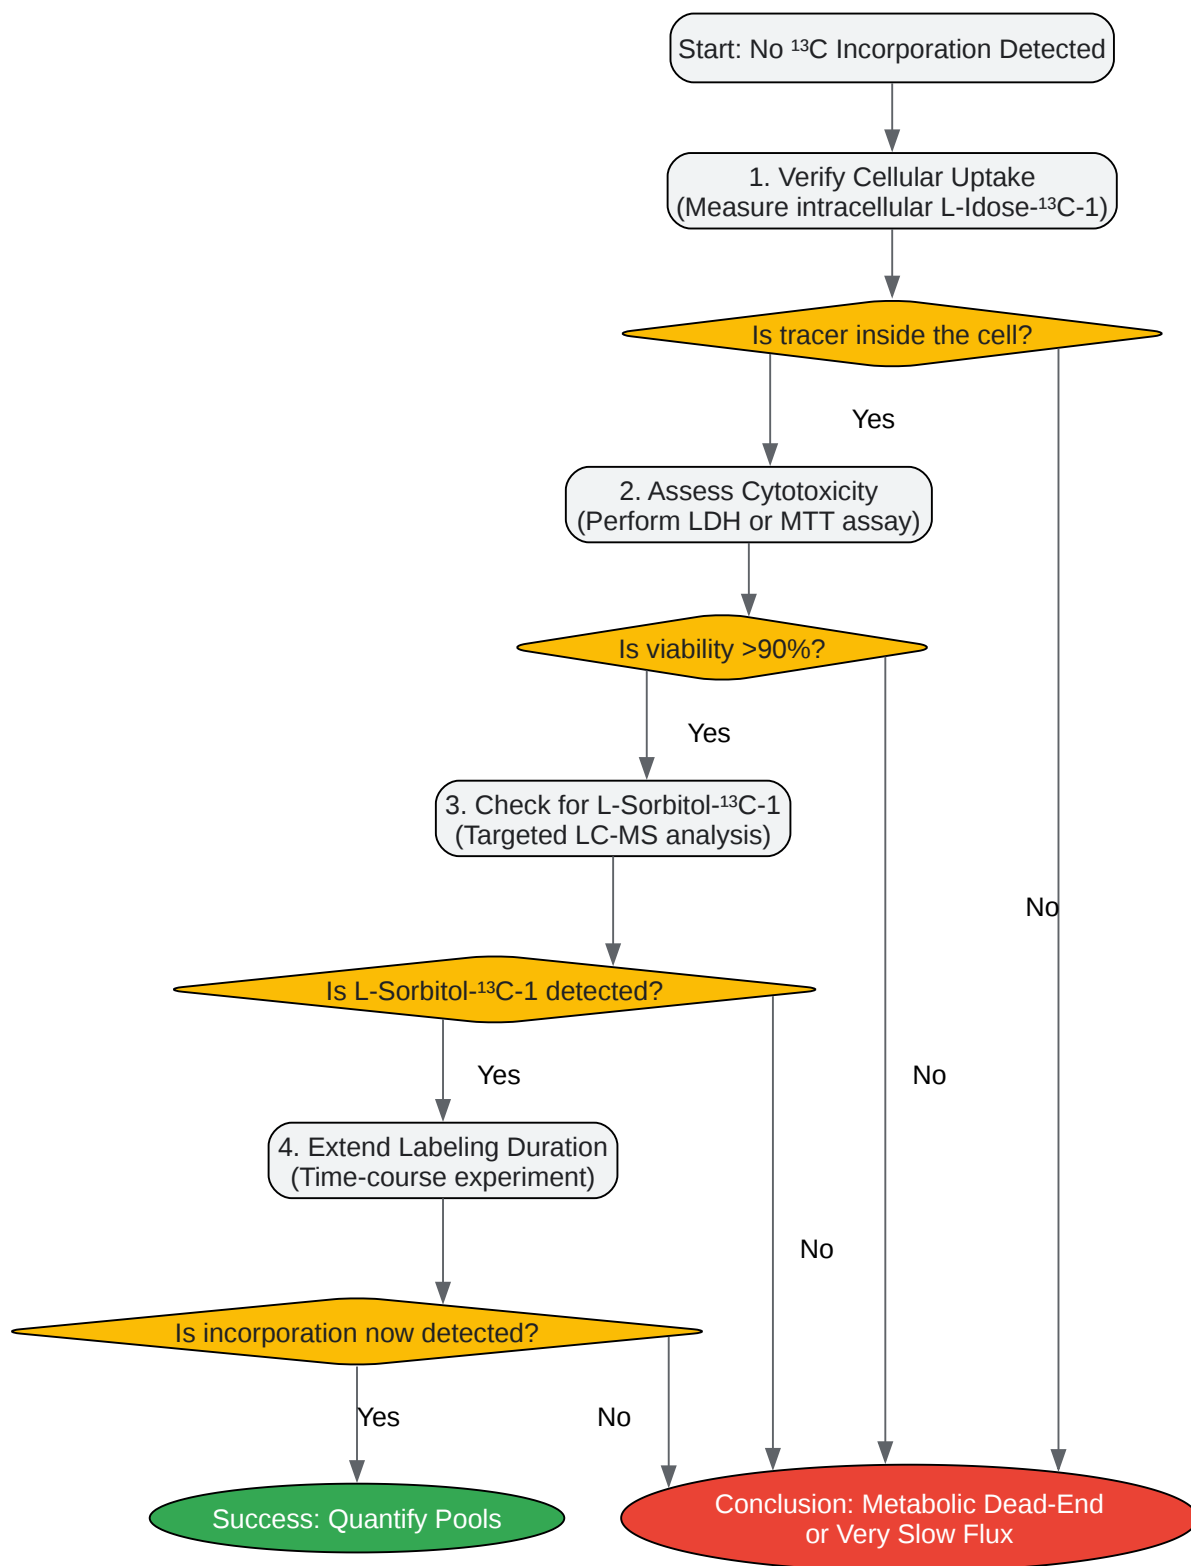 Start: No ¹³C Incorporation Detected
1. Verify Cellular Uptake
(Measure intracellular L-Idose-¹³C-1)
Is tracer inside the cell?
Yes
2. Assess Cytotoxicity
(Perform LDH or MTT assay)
Is viability >90%?
Yes
3. Check for L-Sorbitol-¹³C-1
(Targeted LC-MS analysis)
No
Is L-Sorbitol-¹³C-1 detected?
Yes
No
4. Extend Labeling Duration
(Time-course experiment)
No
Is incorporation now detected?
Yes
No
Success: Quantify Pools
Conclusion: Metabolic Dead-End
or Very Slow Flux